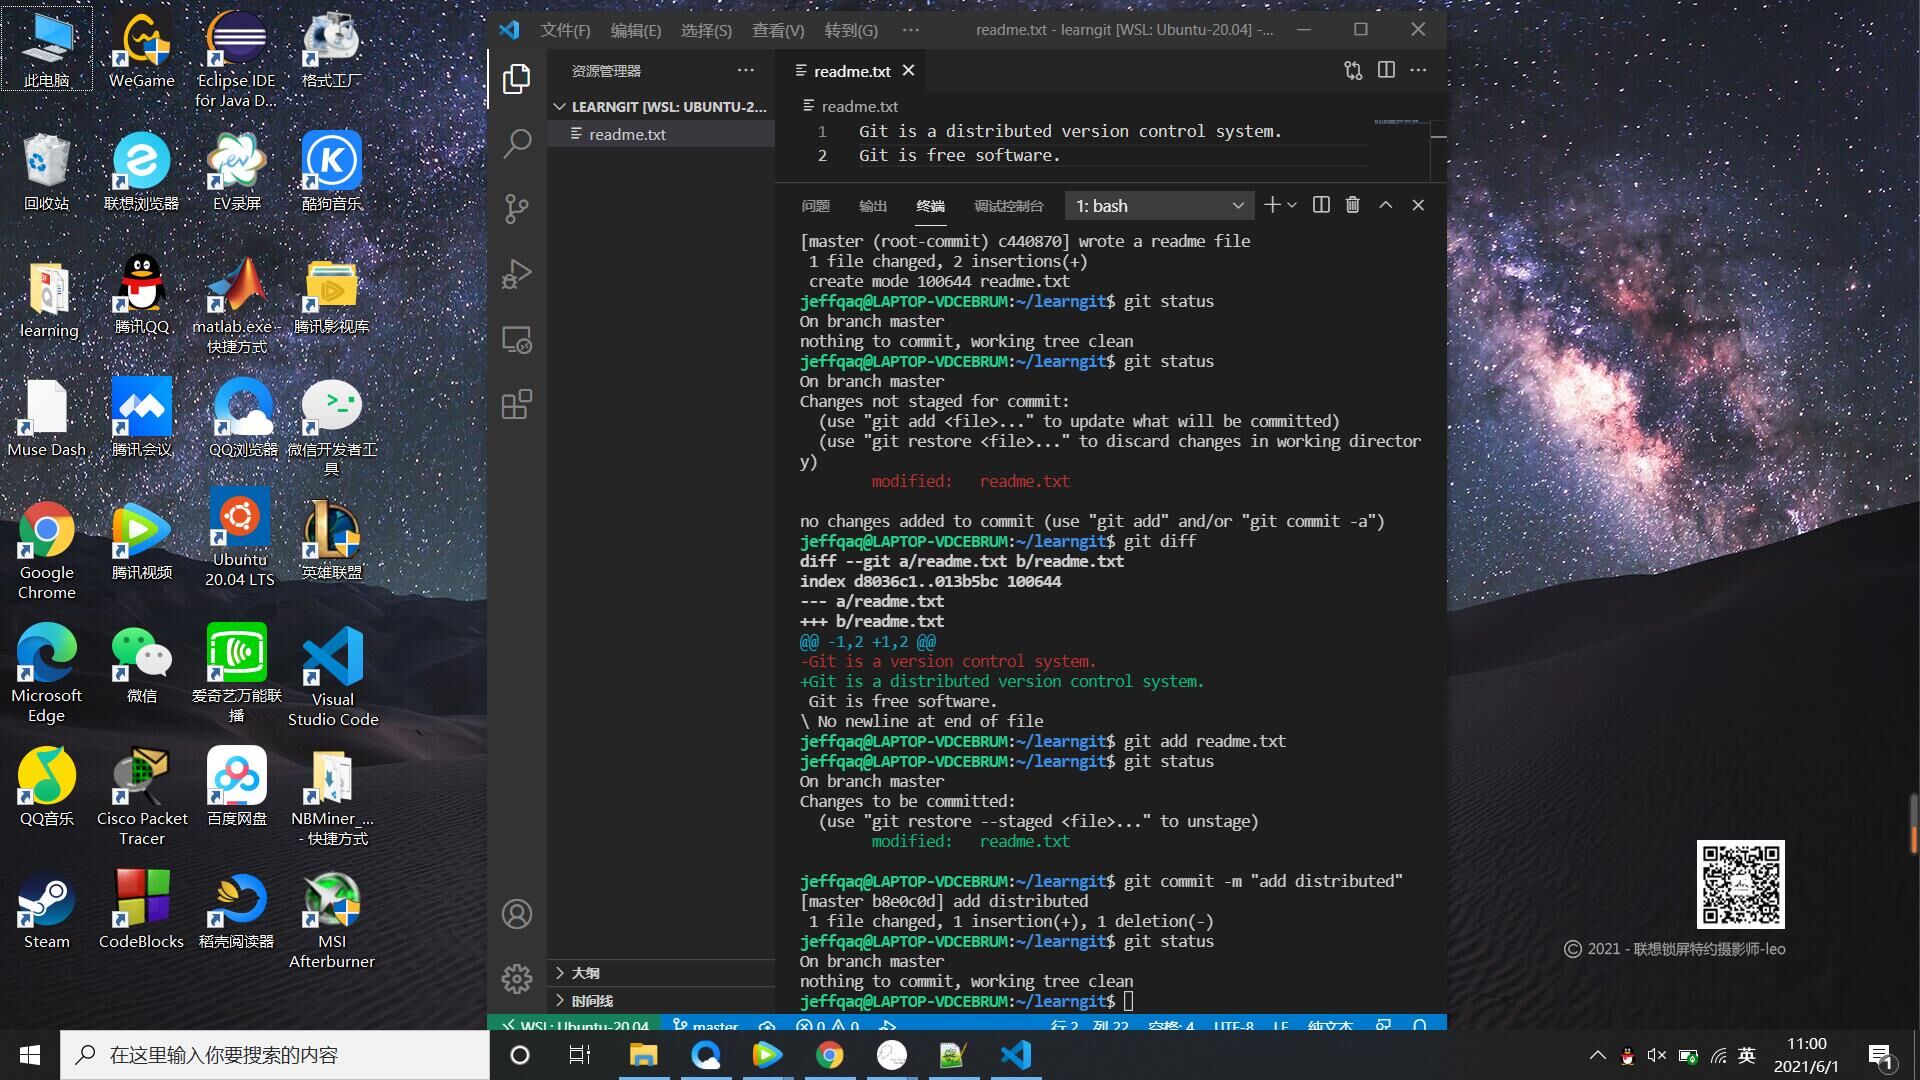 此电脑
WeGame
Eclipse IDE
for Java D...
格式工厂
回收站
联想浏览器
EV录屏
酷狗音乐
learning
腾讯QQ
matlab.exe -
快捷方式
腾讯影视库
Muse Dash
腾讯会议
QQ浏览器
微信开发者工
具
Google
Chrome
腾讯视频
Ubuntu
20.04 LTS
英雄联盟
Microsoft
Edge
微信
爱奇艺万能联
播
Visual
Studio Code
QQ音乐
Cisco Packet
Tracer
百度网盘
NBMiner_...
- 快捷方式
Steam
CodeBlocks
稻壳阅读器
MSI
Afterburner
文件(F) 编辑(E) 选择(S) 查看(V) 转到(G) ··· readme.txt - learngit [WSL: Ubuntu-20.04] -...
资源管理器
LEARNGIT [WSL: UBUNTU-2...
readme.txt
大纲
时间线
readme.txt
readme.txt
1 Git is a distributed version control system.
2 Git is free software.
问题 输出 终端 调试控制台 1: bash
[master (root-commit) c440870] wrote a readme file
1 file changed, 2 insertions(+)
create mode 100644 readme.txt
jeffqaq@LAPTOP-VDCEBRUM:~/learngit$ git status
On branch master
nothing to commit, working tree clean
jeffqaq@LAPTOP-VDCEBRUM:~/learngit$ git status
On branch master
Changes not staged for commit:
(use "git add <file>..." to update what will be committed)
(use "git restore <file>..." to discard changes in working director
y)
modified: readme.txt
no changes added to commit (use "git add" and/or "git commit -a")
jeffqaq@LAPTOP-VDCEBRUM:~/learngit$ git diff
diff --git a/readme.txt b/readme.txt
index d8036c1..013b5bc 100644
--- a/readme.txt
+++ b/readme.txt
@@ -1,2 +1,2 @@
-Git is a version control system.
+Git is a distributed version control system.
Git is free software.
\ No newline at end of file
jeffqaq@LAPTOP-VDCEBRUM:~/learngit$ git add readme.txt
jeffqaq@LAPTOP-VDCEBRUM:~/learngit$ git status
On branch master
Changes to be committed:
(use "git restore --staged <file>..." to unstage)
modified: readme.txt
jeffqaq@LAPTOP-VDCEBRUM:~/learngit$ git commit -m "add distributed"
[master b8e0c0d] add distributed
1 file changed, 1 insertion(+), 1 deletion(-)
jeffqaq@LAPTOP-VDCEBRUM:~/learngit$ git status
On branch master
nothing to commit, working tree clean
jeffqaq@LAPTOP-VDCEBRUM:~/learngit$
WSL: Ubuntu-20.04 master 0 0 行 2, 列 22 空格: 4 UTF-8 LF 纯文本
© 2021 - 联想锁屏特约摄影师-leo
在这里输入你要搜索的内容
英
11:00
2021/6/1
1